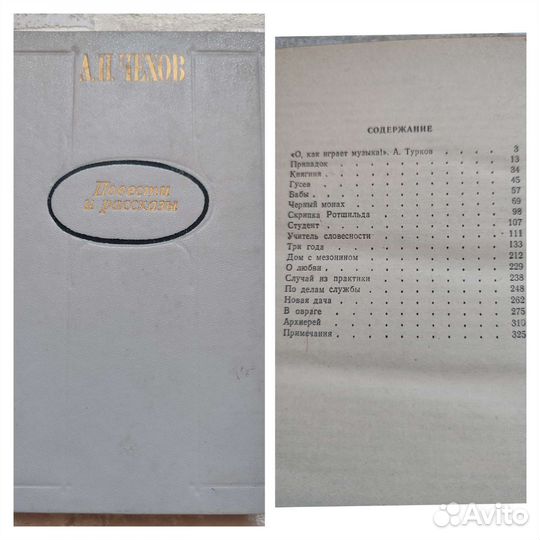 А.П. ЧЕХОВ
Повести
и рассказы
СОДЕРЖАНИЕ
«О, как играет музыка!». А. Турков . . . . . 3
Припадок . . . . . . . . . . 13
Княгиня . . . . . . . . . . 34
Гусев . . . . . . . . . . 45
Бабы . . . . . . . . . . 57
Черный монах . . . . . . . . . 69
Скрипка Ротшильда . . . . . . . 98
Студент . . . . . . . . . . 107
Учитель словесности . . . . . . . 111
Три года . . . . . . . . . . 133
Дом с мезонином . . . . . . . . 212
О любви . . . . . . . . . . 229
Случай из практики . . . . . . . 238
По делам службы . . . . . . . . 248
Новая дача . . . . . . . . . 262
В овраге . . . . . . . . . . 275
Архиерей . . . . . . . . . . 310
Примечания . . . . . . . . . 325
Avito